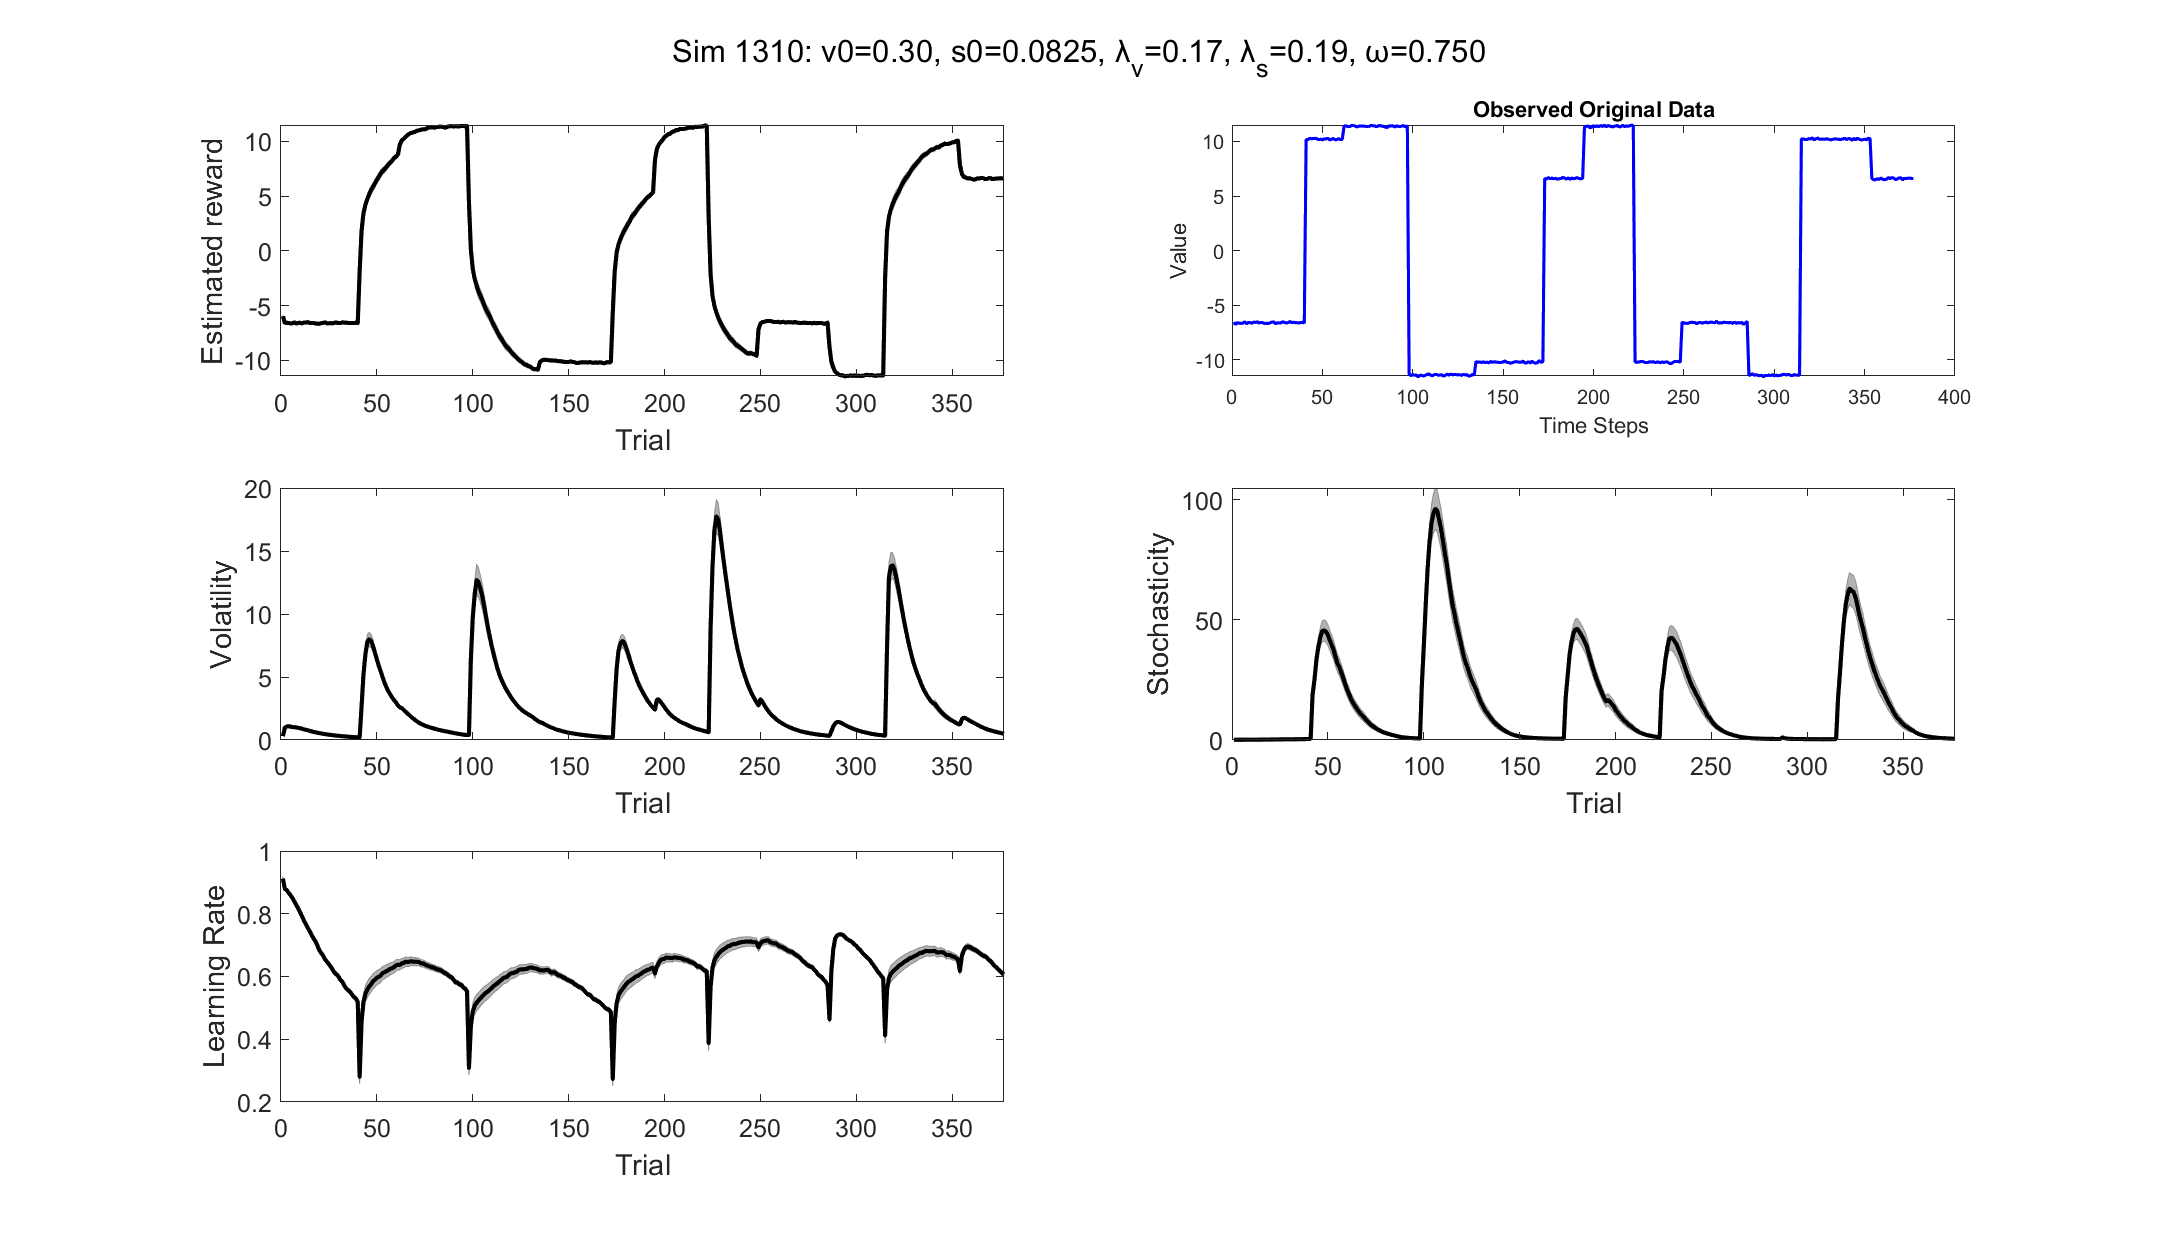 Sim 1310: v0=0.30, s0=0.0825, λ_v=0.17, λ_s=0.19, ω=0.750
Estimated reward
10
5
0
-5
-10
0 50 100 150 200 250 300 350
Trial
Observed Original Data
Value
10
5
0
-5
-10
0 50 100 150 200 250 300 350 400
Time Steps
Volatility
20
15
10
5
0
0 50 100 150 200 250 300 350
Trial
Stochasticity
100
50
0
0 50 100 150 200 250 300 350
Trial
Learning Rate
1
0.8
0.6
0.4
0.2
0 50 100 150 200 250 300 350
Trial